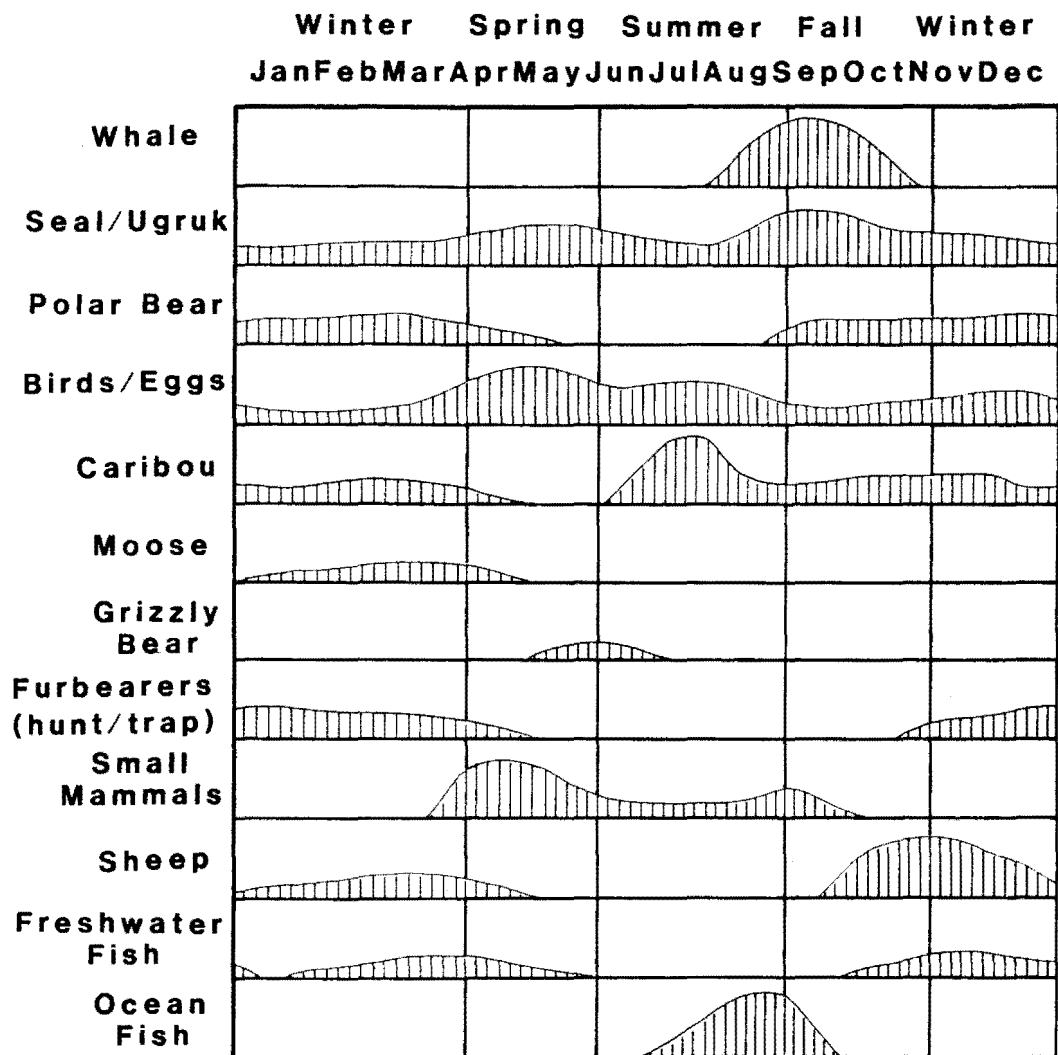 Winter Spring Summer Fall Winter
JanFebMarAprMayJunJulAugSepOctNovDec
Whale
Seal/Ugruk
Polar Bear
Birds/Eggs
Caribou
Moose
Grizzly
Bear
Furbearers
(hunt/trap)
Small
Mammals
Sheep
Freshwater
Fish
Ocean
Fish